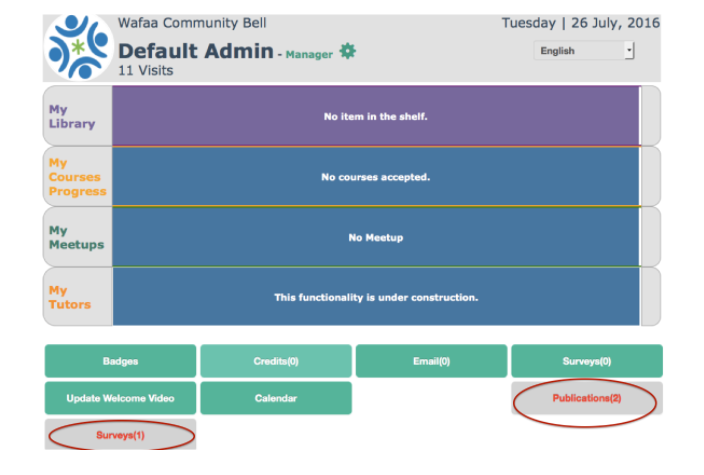 Wafaa Community Bell
Tuesday | 26 July, 2016
Default Admin - Manager
English
11 Visits
My
Library
No item in the shelf.
My
Courses
Progress
No courses accepted.
My
Meetups
No Meetup
My
Tutors
This functionality is under construction.
Badges
Credits(0)
Email(0)
Surveys(0)
Update Welcome Video
Calendar
Publications(2)
Surveys(1)